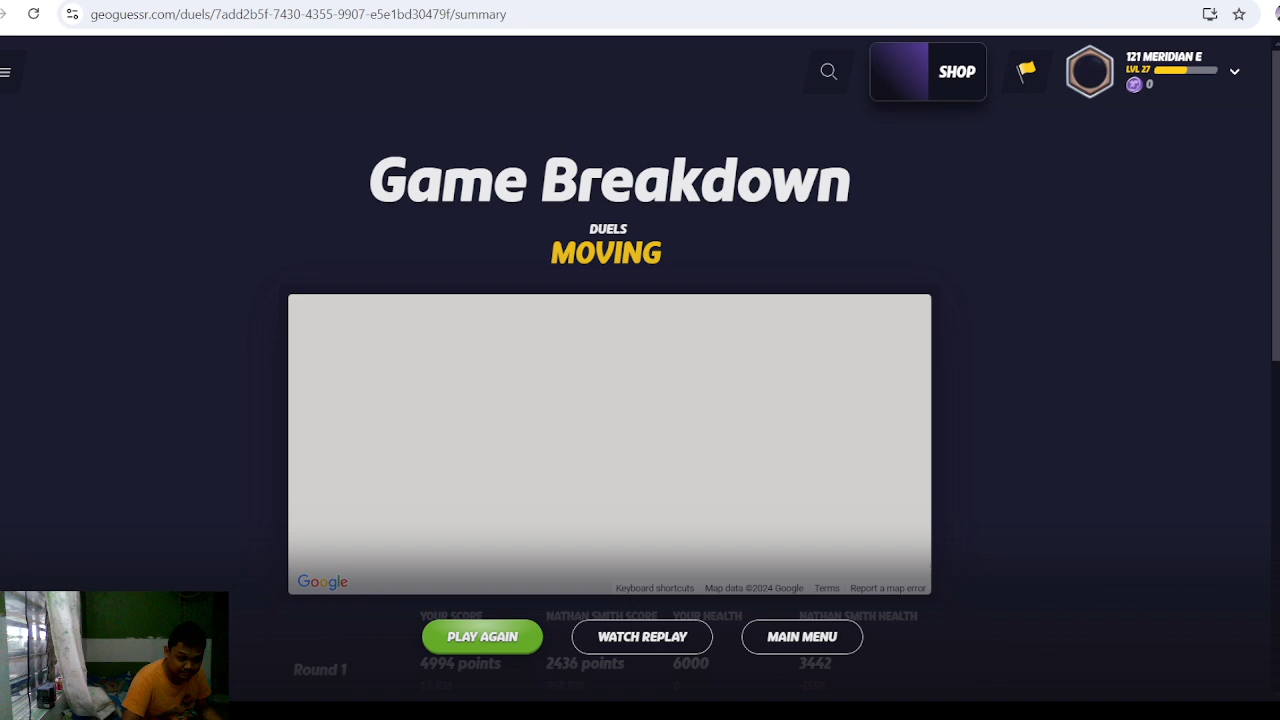 geoguessr.com/duels/7add2b5f-7430-4355-9907-e5e1bd30479f/summary
SHOP
121 MERIDIAN E
LVL 27
0
Game Breakdown
DUELS
MOVING
Google
Keyboard shortcuts Map data ©2024 Google Terms Report a map error
YOUR SCORE NATHAN SMITH SCORE YOUR HEALTH NATHAN SMITH HEALTH
PLAY AGAIN WATCH REPLAY MAIN MENU
Round 1 4994 points 2436 points 6000 3442